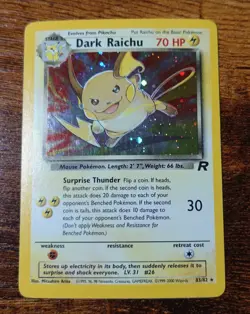 Evolves from Pikachu Put Raichu on the Basic Pokémon
Dark Raichu 70 HP
Mouse Pokémon. Length: 2' 7", Weight: 66 lbs.
Surprise Thunder Flip a coin. If heads,
flip another coin. If the second coin is heads,
this attack does 20 damage to each of your
opponent's Benched Pokémon. If the second
coin is tails, this attack does 10 damage to
each of your opponent's Benched Pokémon.
(Don't apply Weakness and Resistance for
Benched Pokémon.)
30
R
weakness resistance retreat cost
Stores up electricity in its body, then suddenly releases it to
surprise and shock everyone. LV. 31 #26
Illus. Mitsuhiro Arita
83/82 ★